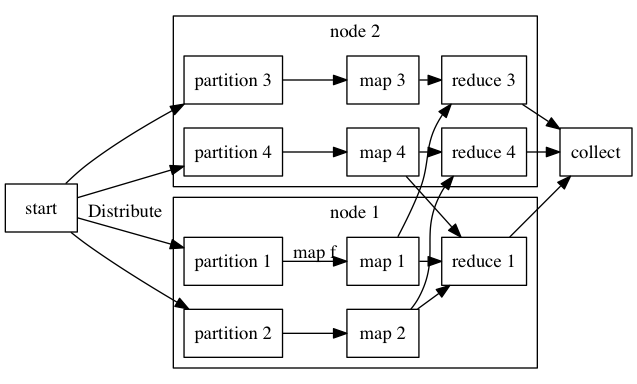 node 2
partition 3
map 3
reduce 3
partition 4
map 4
reduce 4
collect
start
Distribute
node 1
partition 1
map f
map 1
reduce 1
partition 2
map 2